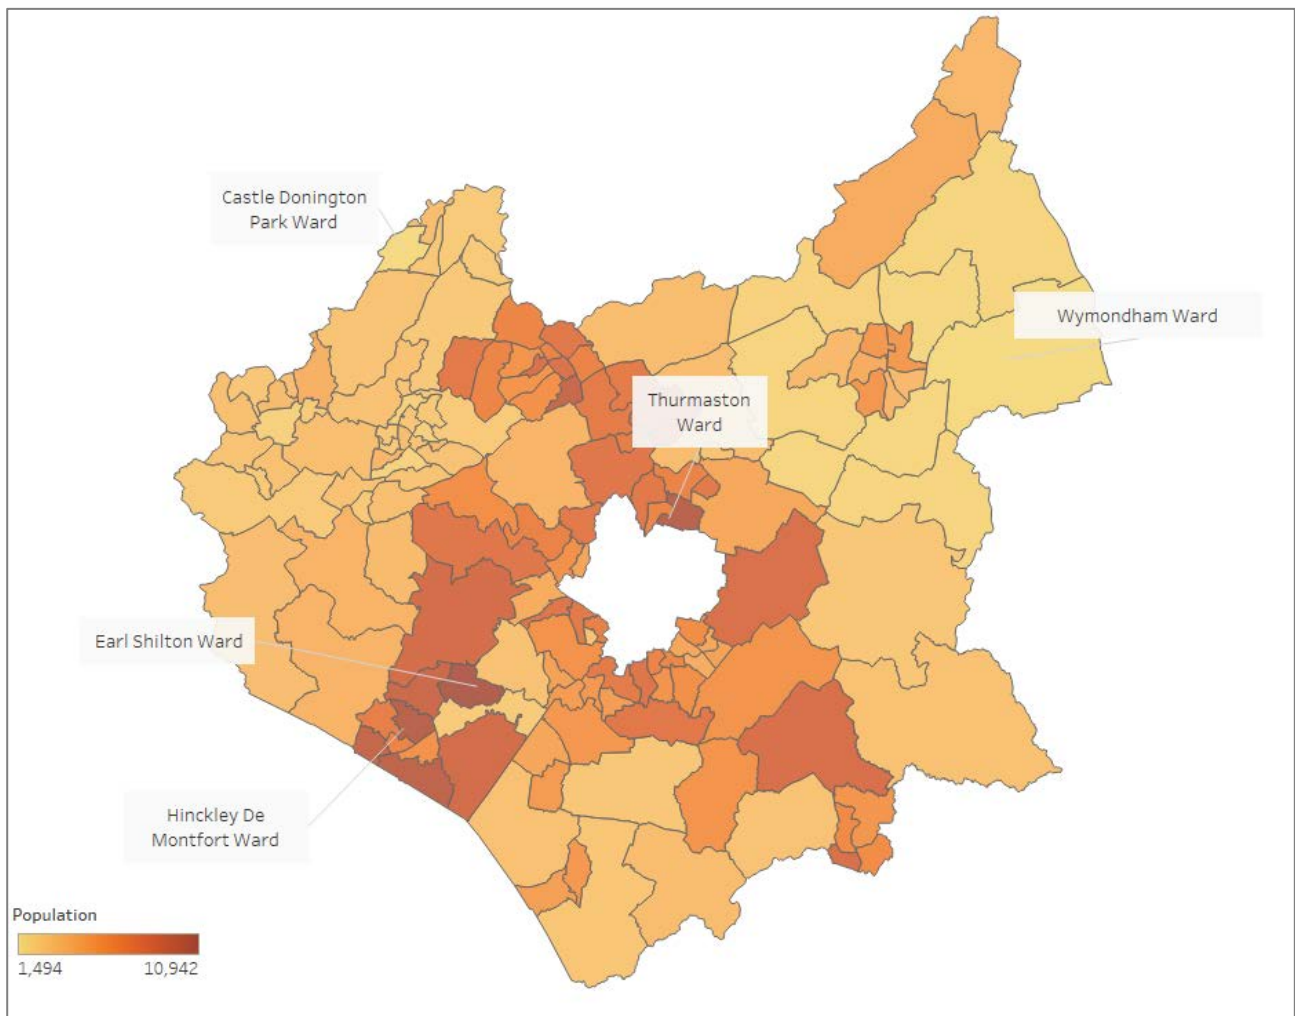 Castle Donington
Park Ward
Wymondham Ward
Thurmaston
Ward
Earl Shilton Ward
Hinckley De
Montfort Ward
Population
1,494 10,942